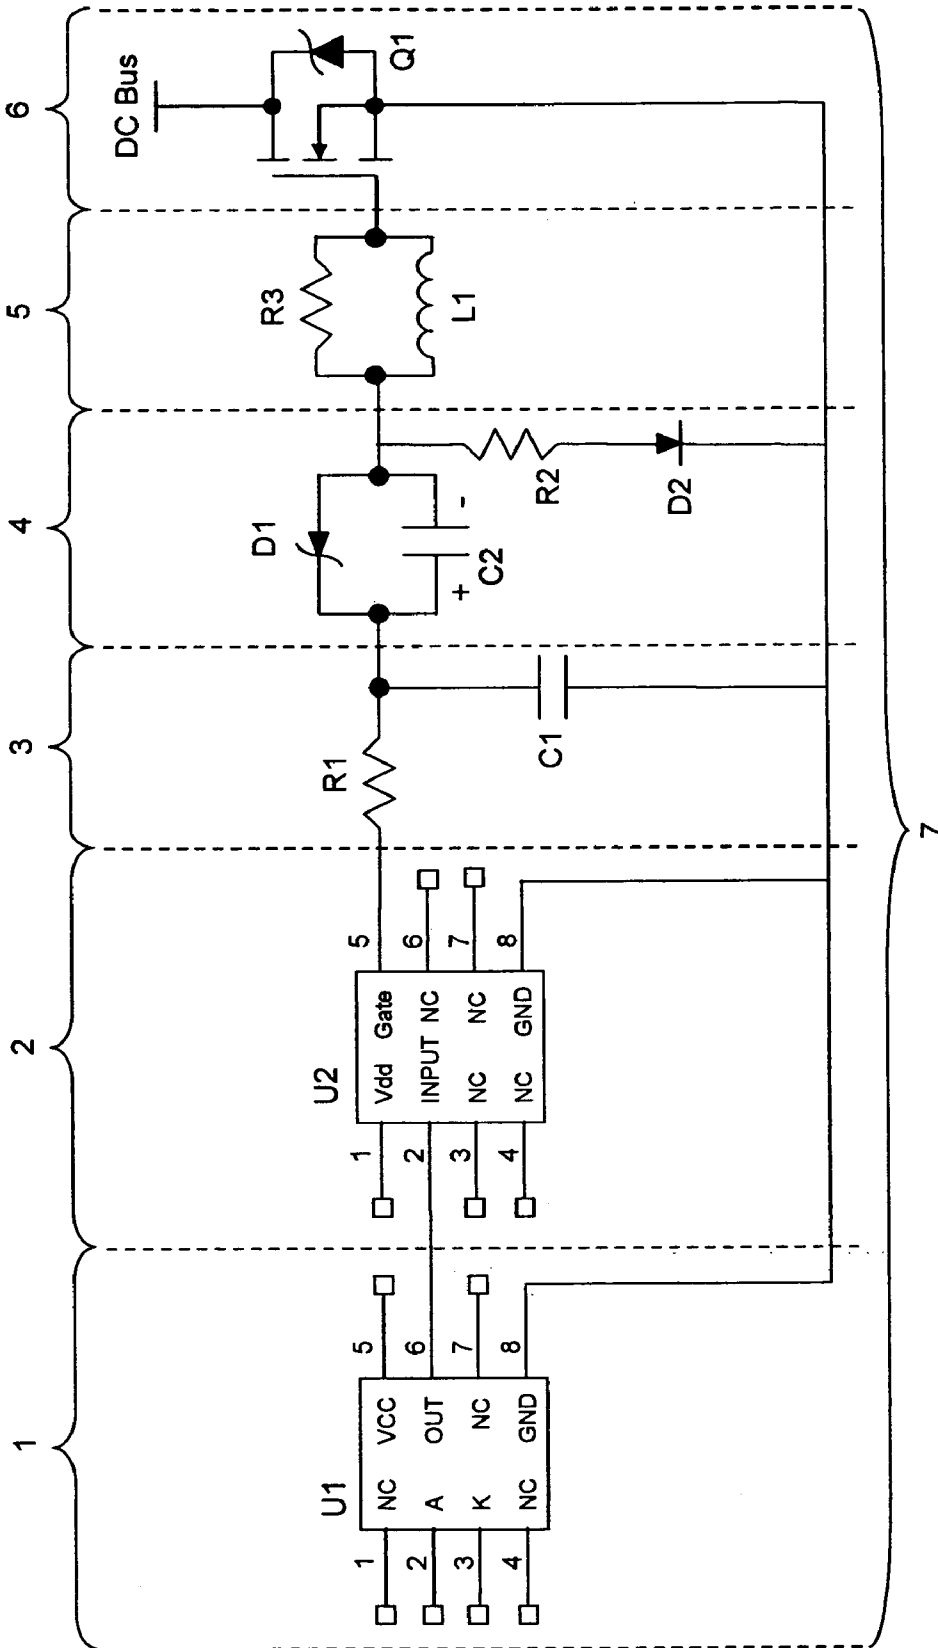 1
2
3
4
5
6
U1
1 NC VCC 5
2 A OUT 6
3 K NC 7
4 NC GND 8
U2
1 Vdd Gate 5
2 INPUT NC 6
3 NC NC 7
4 NC GND 8
R1
C1
D1
+ -
C2
R2
D2
R3
L1
DC Bus
Q1
7